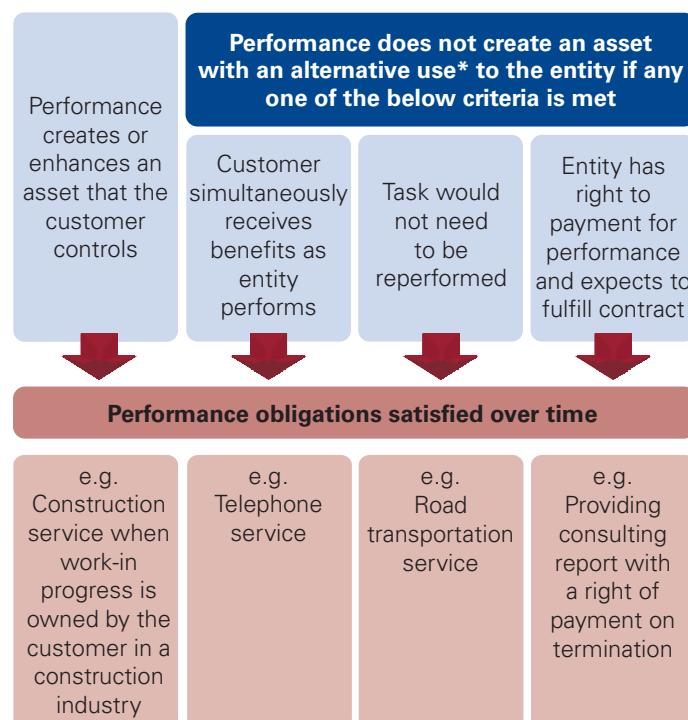 Performance does not create an asset
with an alternative use* to the entity if any
one of the below criteria is met
Performance
creates or
enhances an
asset that the
customer
controls
Customer
simultaneously
receives
benefits as
entity
performs
Task would
not need
to be
reperformed
Entity has
right to
payment for
performance
and expects to
fulfill contract
Performance obligations satisfied over time
e.g.
Construction
service when
work-in
progress is
owned by the
customer in a
construction
industry
e.g.
Telephone
service
e.g.
Road
transportation
service
e.g.
Providing
consulting
report with
a right of
payment on
termination